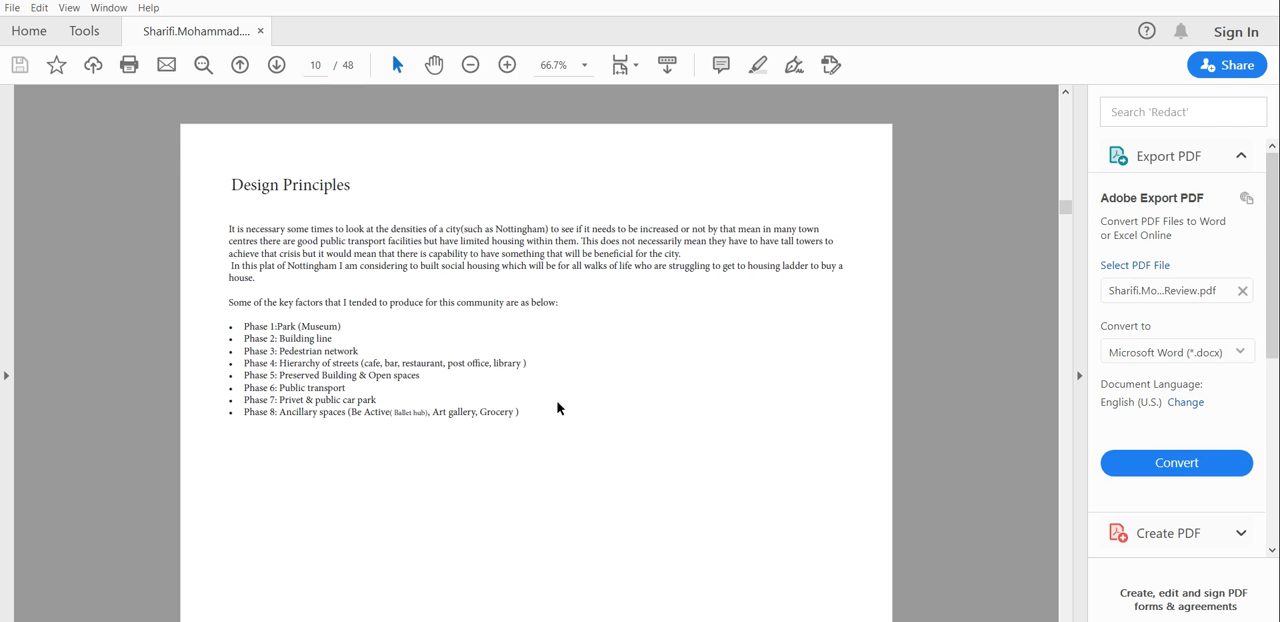 File Edit View Window Help
Home Tools Sharifi.Mohammad.... × Sign In
10 / 48 66.7% Share
Search 'Redact'
Export PDF
Adobe Export PDF
Convert PDF Files to Word
or Excel Online
Select PDF File
Sharifi.Mo...Review.pdf
Convert to
Microsoft Word (*.docx)
Document Language:
English (U.S.) Change
Convert
Create PDF
Create, edit and sign PDF
forms & agreements
Design Principles
It is necessary some times to look at the densities of a city(such as Nottingham) to see if it needs to be increased or not by that mean in many town
centres there are good public transport facilities but have limited housing within them. This does not necessarily mean they have to have tall towers to
achieve that crisis but it would mean that there is capability to have something that will be beneficial for the city.
In this plat of Nottingham I am considering to built social housing which will be for all walks of life who are struggling to get to housing ladder to buy a
house.
Some of the key factors that I tended to produce for this community are as below:
• Phase 1:Park (Museum)
• Phase 2: Building line
• Phase 3: Pedestrian network
• Phase 4: Hierarchy of streets (cafe, bar, restaurant, post office, library )
• Phase 5: Preserved Building & Open spaces
• Phase 6: Public transport
• Phase 7: Privet & public car park
• Phase 8: Ancillary spaces (Be Active( Ballet hub), Art gallery, Grocery )